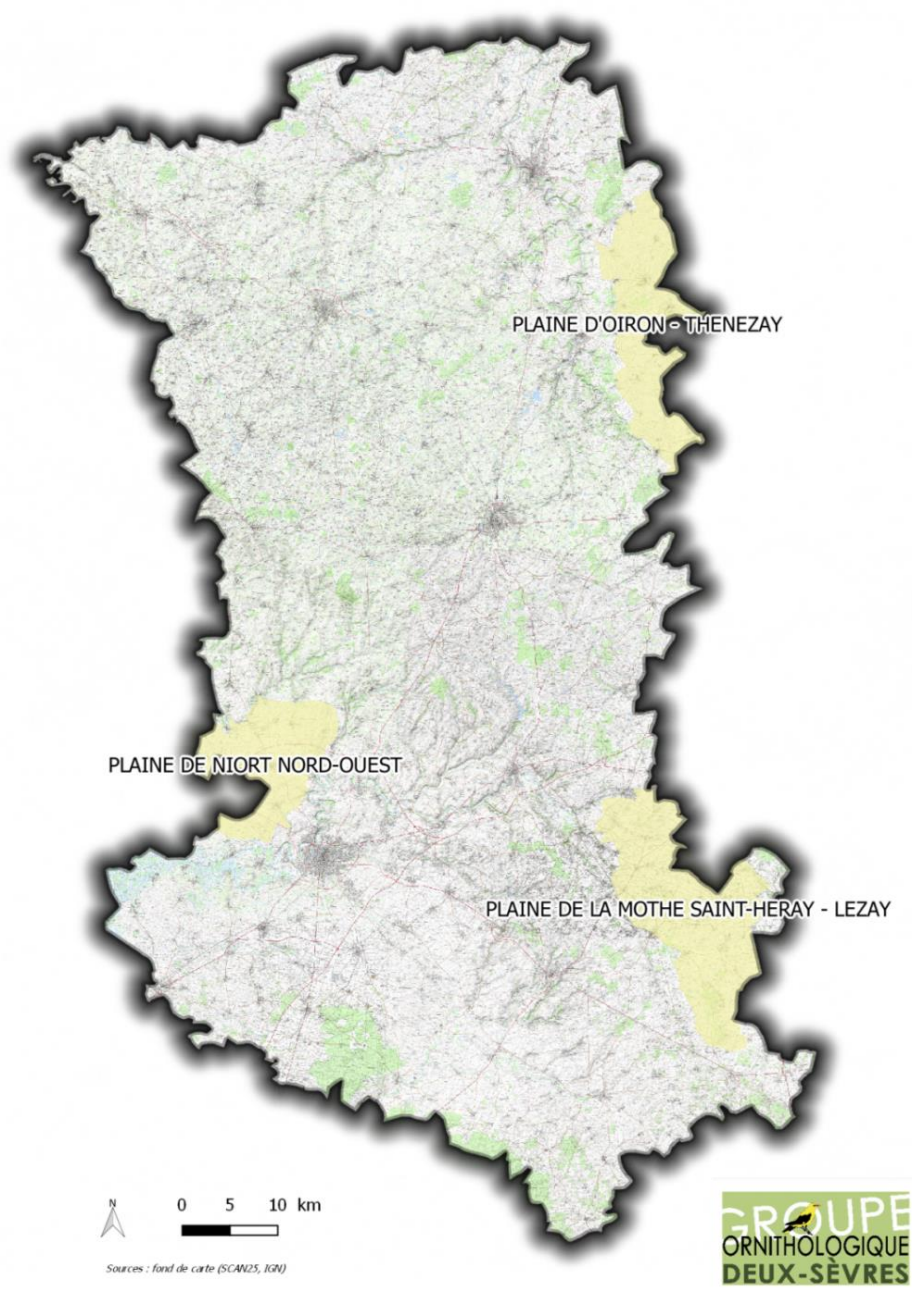 PLAINE D'OIRON - THENEZAY
PLAINE DE NIORT NORD-OUEST
PLAINE DE LA MOTHE SAINT-HERAY - LEZAY
N
0 5 10 km
Sources : fond de carte (SCAN25, IGN)
GROUPE
ORNITHOLOGIQUE
DEUX-SÈVRES